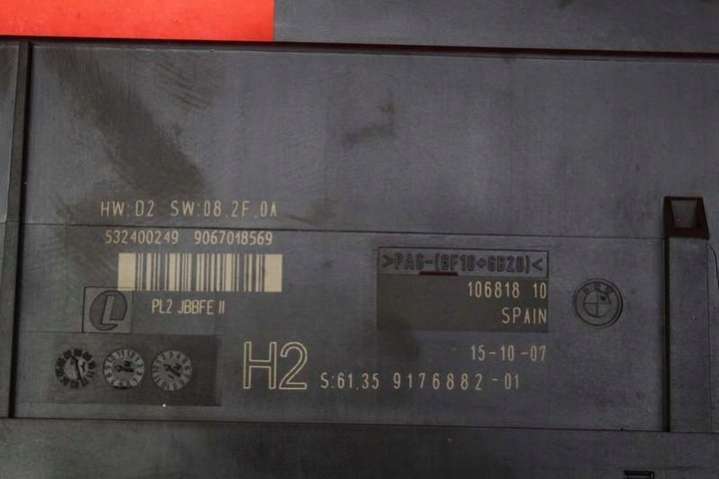 HW:02 SW:08.2F.0A
532400249 9067018569
PL2 JBBFE II
>PA6-(GF10+GB20)<
106818 10
SPAIN
15-10-07
H2 S:61.35 9176882-01